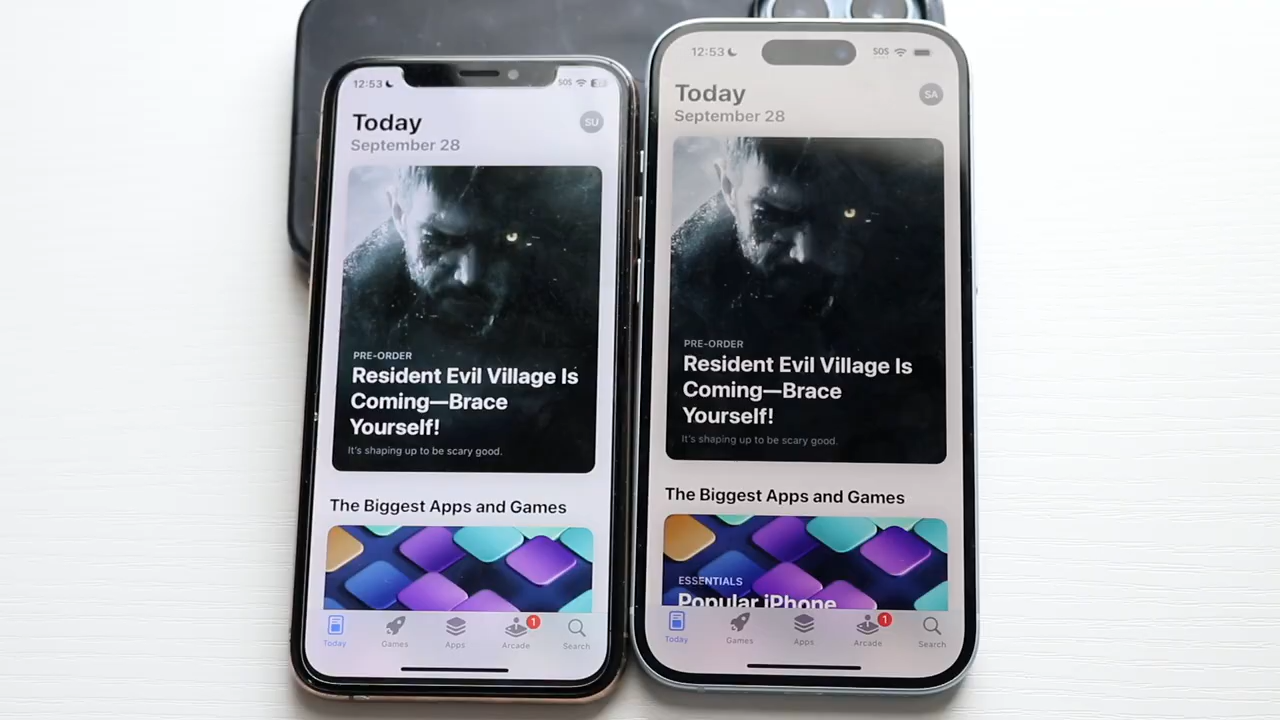 12:53
SOS
Today
SU
September 28
PRE-ORDER
Resident Evil Village Is
Coming—Brace
Yourself!
It's shaping up to be scary good.
The Biggest Apps and Games
Today
Games
Apps
1
Arcade
Search
12:53
SOS
Today
SA
September 28
PRE-ORDER
Resident Evil Village Is
Coming—Brace
Yourself!
It's shaping up to be scary good.
The Biggest Apps and Games
ESSENTIALS
Popular iPhone
Today
Games
Apps
1
Arcade
Search